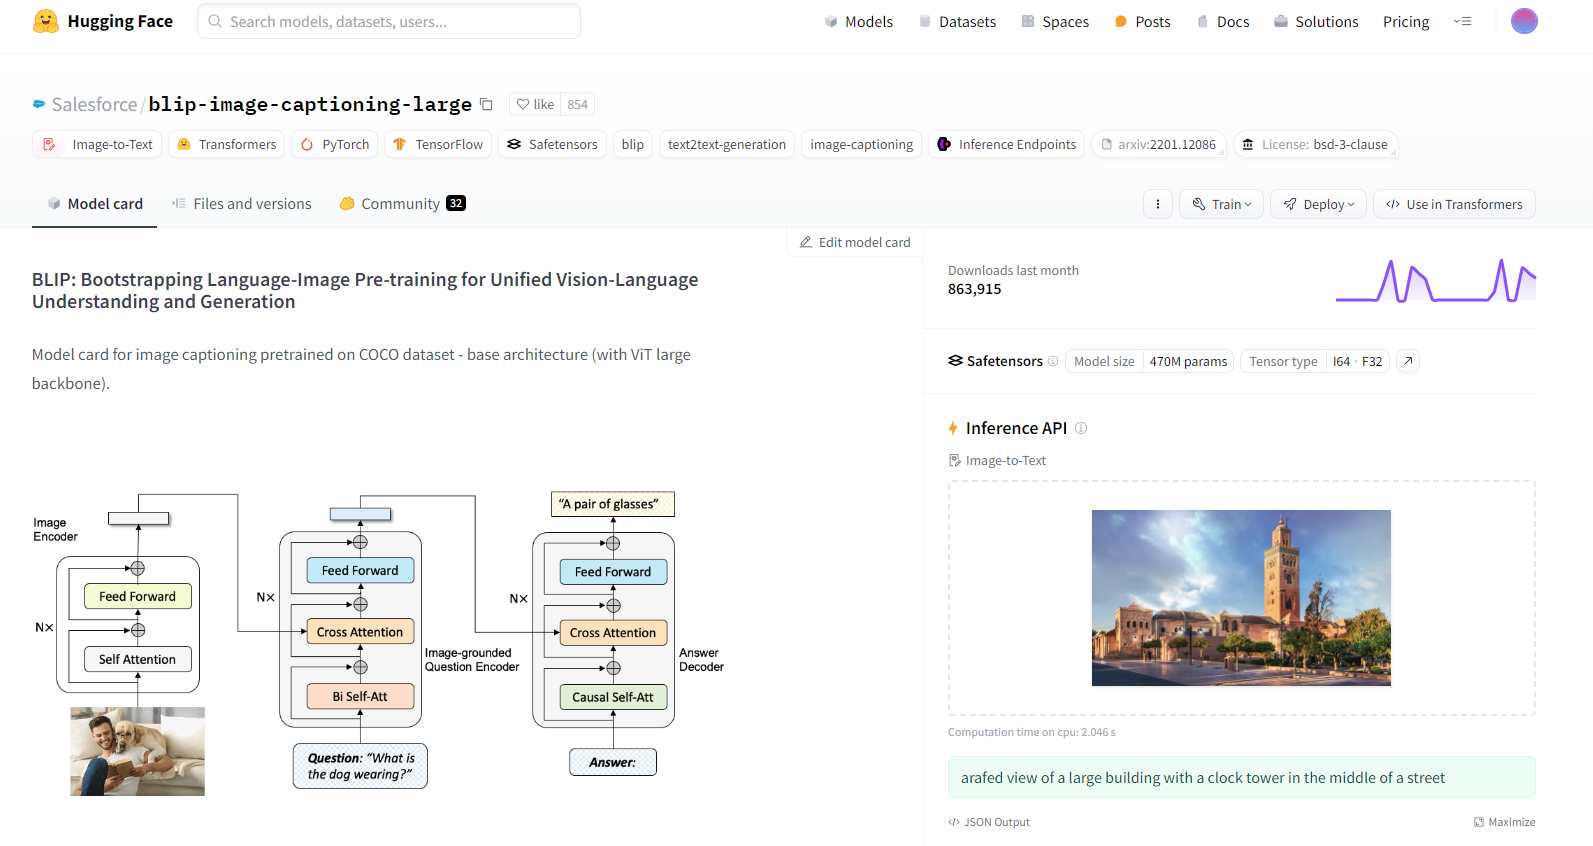 Hugging Face
Search models, datasets, users...
Models
Datasets
Spaces
Posts
Docs
Solutions
Pricing
Salesforce/blip-image-captioning-large
like 854
Image-to-Text
Transformers
PyTorch
TensorFlow
Safetensors
blip
text2text-generation
image-captioning
Inference Endpoints
arxiv:2201.12086
License: bsd-3-clause
Model card
Files and versions
Community 32
Train
Deploy
</> Use in Transformers
Edit model card
BLIP: Bootstrapping Language-Image Pre-training for Unified Vision-Language
Understanding and Generation
Model card for image captioning pretrained on COCO dataset - base architecture (with ViT large
backbone).
Image
Encoder
N×
Feed Forward
Self Attention
N×
Feed Forward
Cross Attention
Bi Self-Att
Image-grounded
Question Encoder
Question: “What is
the dog wearing?”
“A pair of glasses”
N×
Feed Forward
Cross Attention
Causal Self-Att
Answer
Decoder
Answer:
Downloads last month
863,915
Safetensors
Model size 470M params
Tensor type I64 · F32
Inference API
Image-to-Text
Computation time on cpu: 2.046 s
arafed view of a large building with a clock tower in the middle of a street
</> JSON Output
Maximize